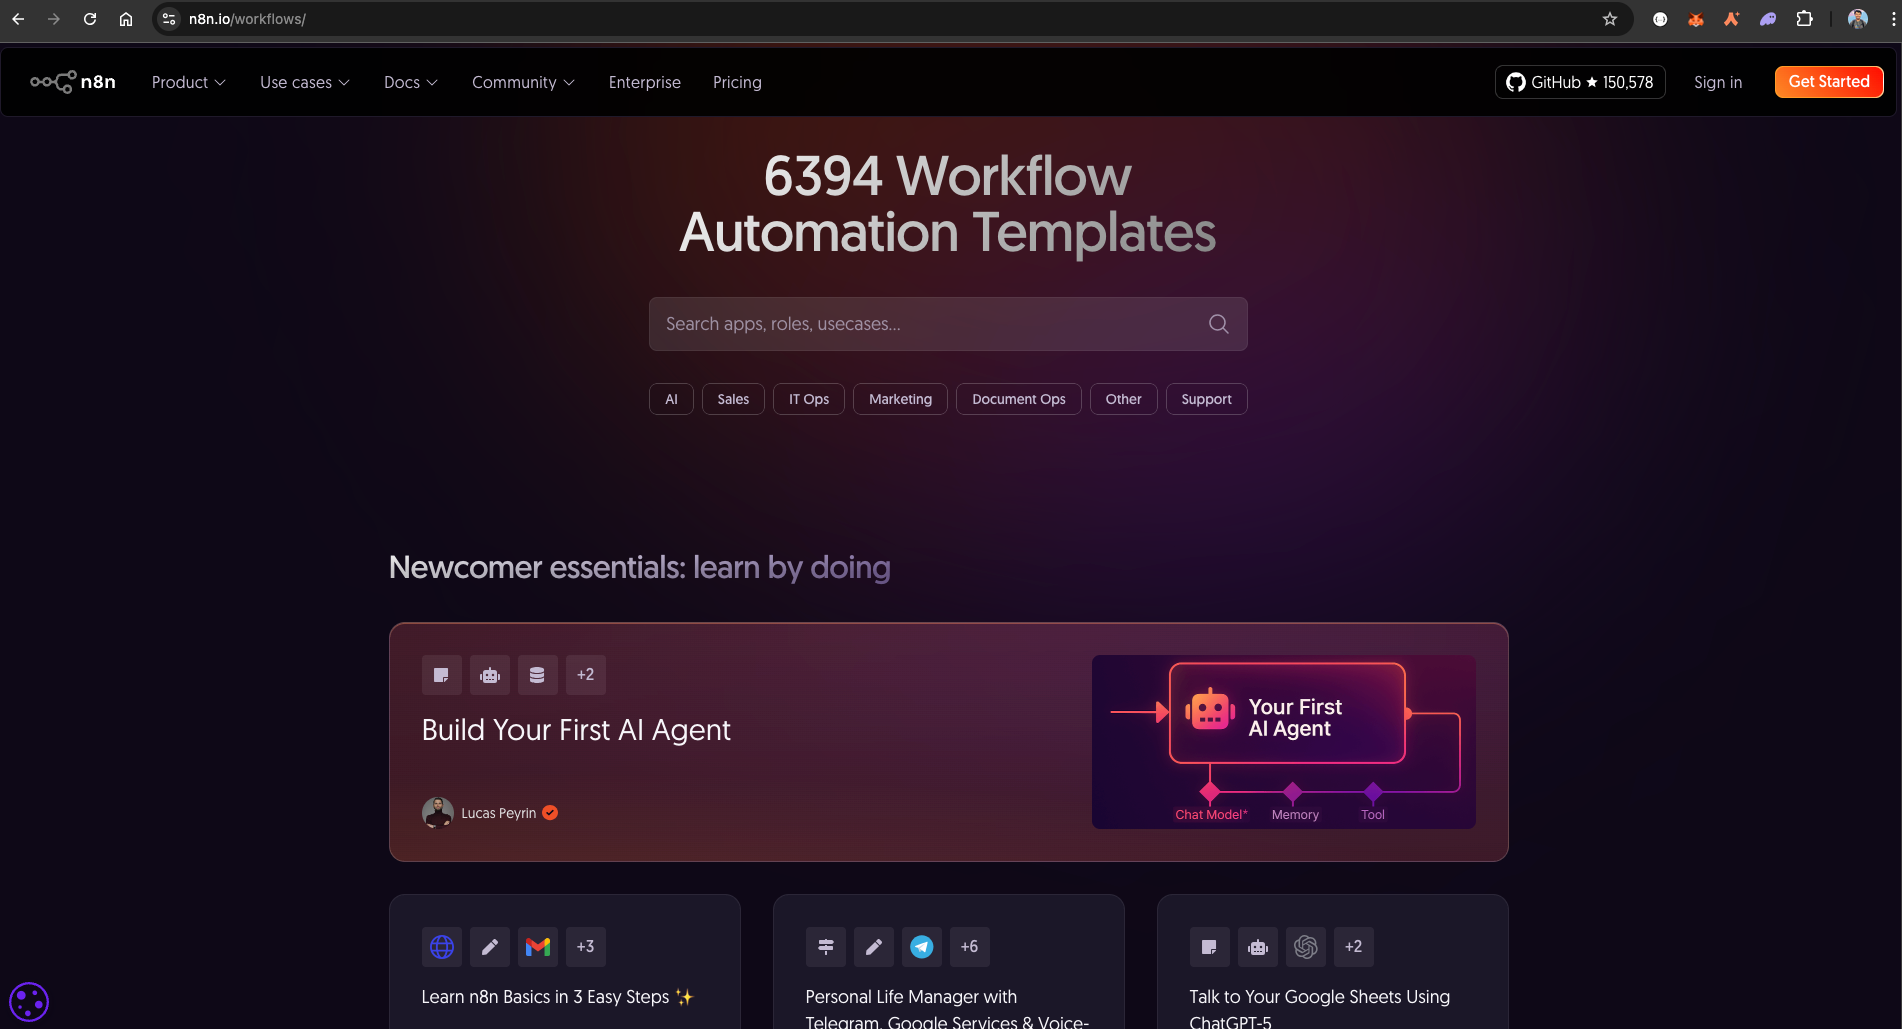 n8n.io/workflows/
n8n
Product
Use cases
Docs
Community
Enterprise
Pricing
GitHub ★ 150,578
Sign in
Get Started
6394 Workflow
Automation Templates
Search apps, roles, usecases...
AI
Sales
IT Ops
Marketing
Document Ops
Other
Support
Newcomer essentials: learn by doing
+2
Build Your First AI Agent
Lucas Peyrin
Your First
AI Agent
Chat Model*
Memory
Tool
+3
Learn n8n Basics in 3 Easy Steps ✨
+6
Personal Life Manager with
Telegram, Google Services & Voice-
+2
Talk to Your Google Sheets Using
ChatGPT-5